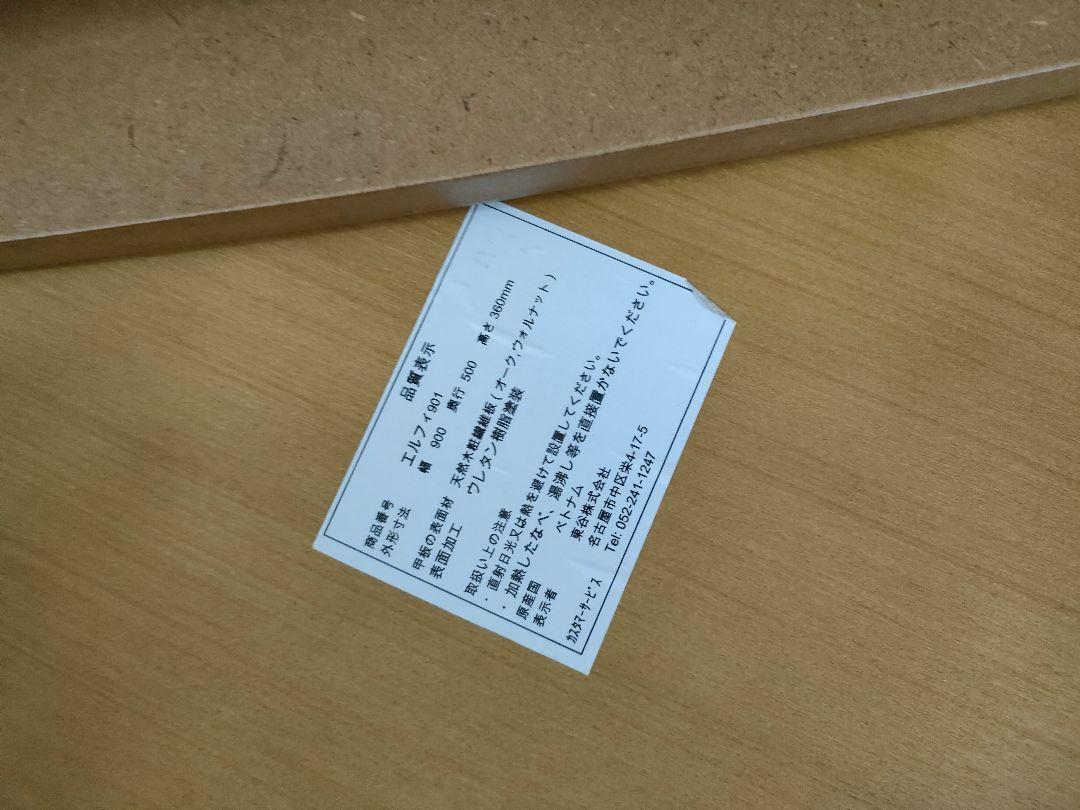 品質表示
商品番号 エルフィ901
外形寸法 幅 900 奥行 500 高さ 360mm
甲板の表面材 天然木粧繊維板(オーク,ウォルナット)
表面加工 ウレタン樹脂塗装
取扱い上の注意
・直射日光又は熱を避けて設置してください。
・加熱したなべ、湯沸し等を直接置かないでください。
原産国 ベトナム
表示者 東谷株式会社
名古屋市中区栄4-17-5
カスタマーサービス Tel: 052-241-1247